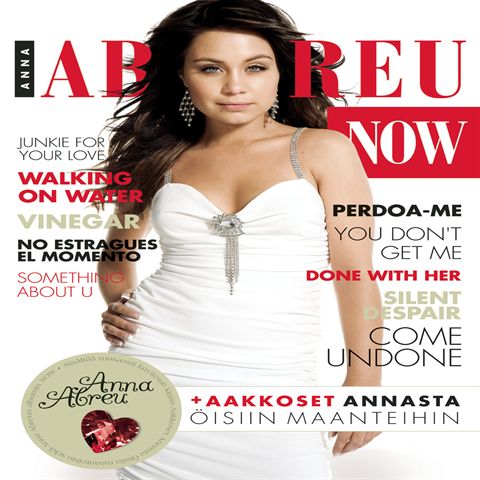 ANNA
ABREU
NOW
JUNKIE FOR
YOUR LOVE
WALKING
ON WATER
VINEGAR
NO ESTRAGUES
EL MOMENTO
SOMETHING
ABOUT U
PERDOA-ME
YOU DON'T
GET ME
DONE WITH HER
SILENT
DESPAIR
COME
UNDONE
Anna
Abreu
+AAKKOSET ANNASTA
ÖISIIN MAANTEIHIN